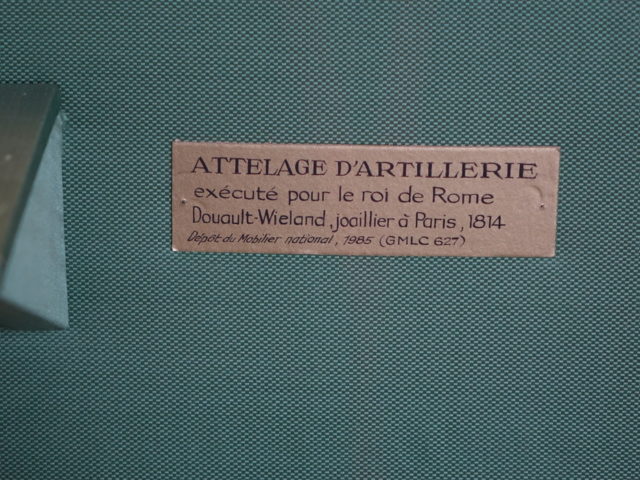 ATTELAGE D'ARTILLERIE
exécuté pour le roi de Rome
Douault-Wieland, joaillier à Paris, 1814
Dépôt du Mobilier national, 1985 (GMLC 627)